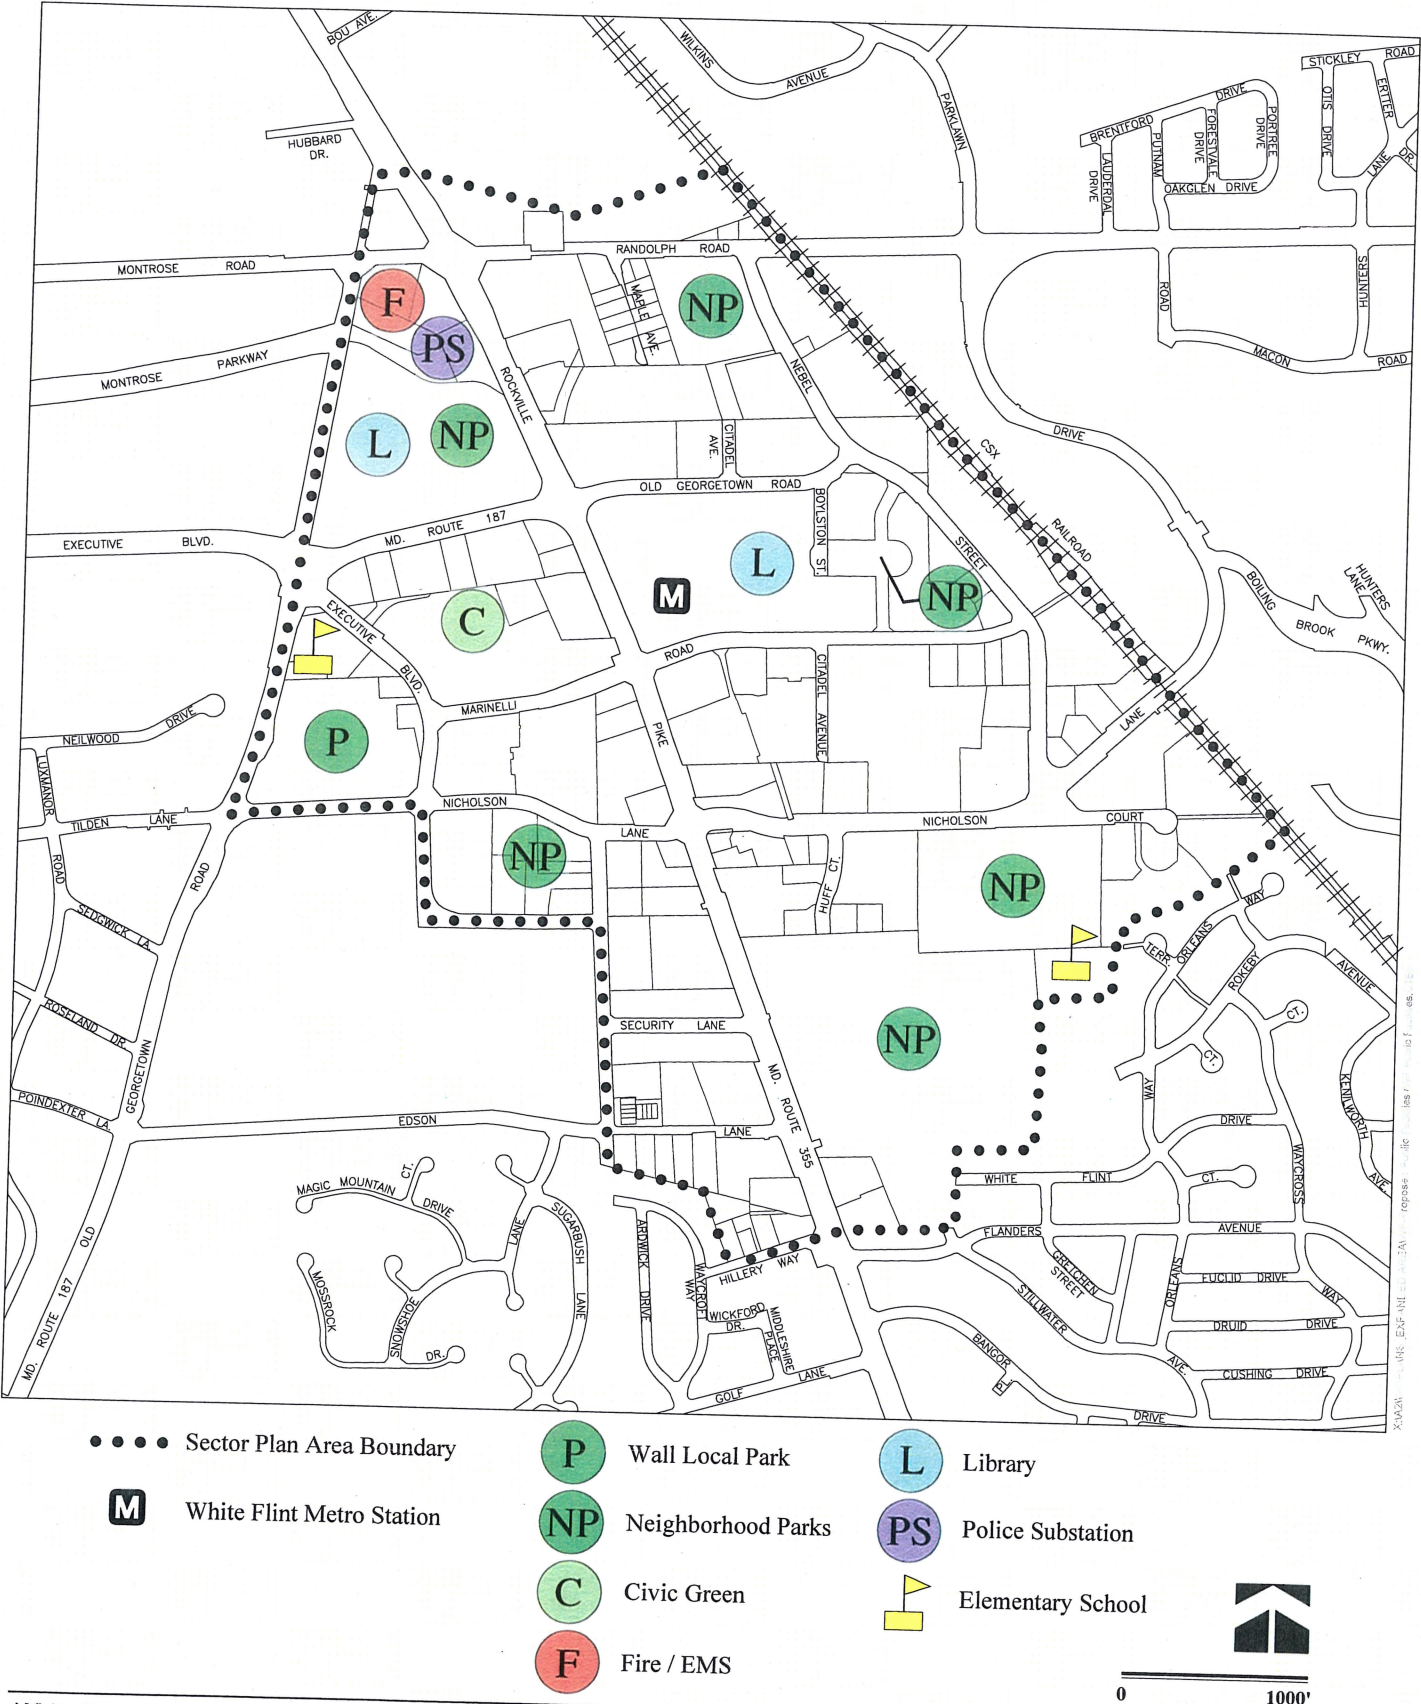 BOU AVE.
WILKINS
AVENUE
PARKLAWN
STICKLEY ROAD
OTIS DRIVE
ERTTER
LANE
DR.
BRENTFORD
DRIVE
PORTREE
DRIVE
FORESTVALE
DRIVE
PUTNAM
LAUDERDAL
DRIVE
OAKGLEN DRIVE
HUBBARD
DR.
MONTROSE ROAD
RANDOLPH ROAD
F
PS
NP
MAPLE AVE.
ROAD
HUNTERS
MACON ROAD
MONTROSE PARKWAY
ROCKVILLE
NEBEL
L
NP
CITADEL
AVE.
CSX
DRIVE
OLD GEORGETOWN ROAD
MD. ROUTE 187
EXECUTIVE BLVD.
BOYLSTON ST.
STREET
RAILROAD
L
M
NP
C
EXECUTIVE
BLVD.
BOILING
BROOK PKWY.
HUNTERS
LANE
ROAD
MARINELLI
CITADEL AVENUE
PIKE
LANE
NEILWOOD
DRIVE
P
LUXMANOR
NICHOLSON
LANE
NICHOLSON COURT
TILDEN LANE
ROAD
ROAD
NP
NP
HUFF CT.
SEDGWICK LA.
WAY
TERR.
ORLEANS
ROKEBY
AVENUE
ROSELAND DR.
NP
CT.
CT.
SECURITY LANE
MD. ROUTE 355
GEORGETOWN
POINDEXTER LA.
WAY
KENILWORTH
AVE.
EDSON
LANE
DRIVE
WAYCROSS
WHITE FLINT
CT.
MAGIC MOUNTAIN
CT.
DRIVE
LANE
SUGARBUSH
LANE
ARDWICK DRIVE
WAYCROFT
WAY
HILLERY WAY
FLANDERS
AVENUE
GRETCHEN
STREET
ORLEANS
EUCLID DRIVE
WAY
OLD
MOSSROCK
SNOWSHOE
DR.
WICKFORD
DR.
MIDDLESHIRE
PLACE
STILLWATER
AVE.
DRUID DRIVE
MD. ROUTE 187
BANGOR
PL.
DRIVE
GOLF LANE
CUSHING DRIVE
Sector Plan Area Boundary
M White Flint Metro Station
P Wall Local Park
NP Neighborhood Parks
C Civic Green
F Fire / EMS
L Library
PS Police Substation
Elementary School
0 1000'